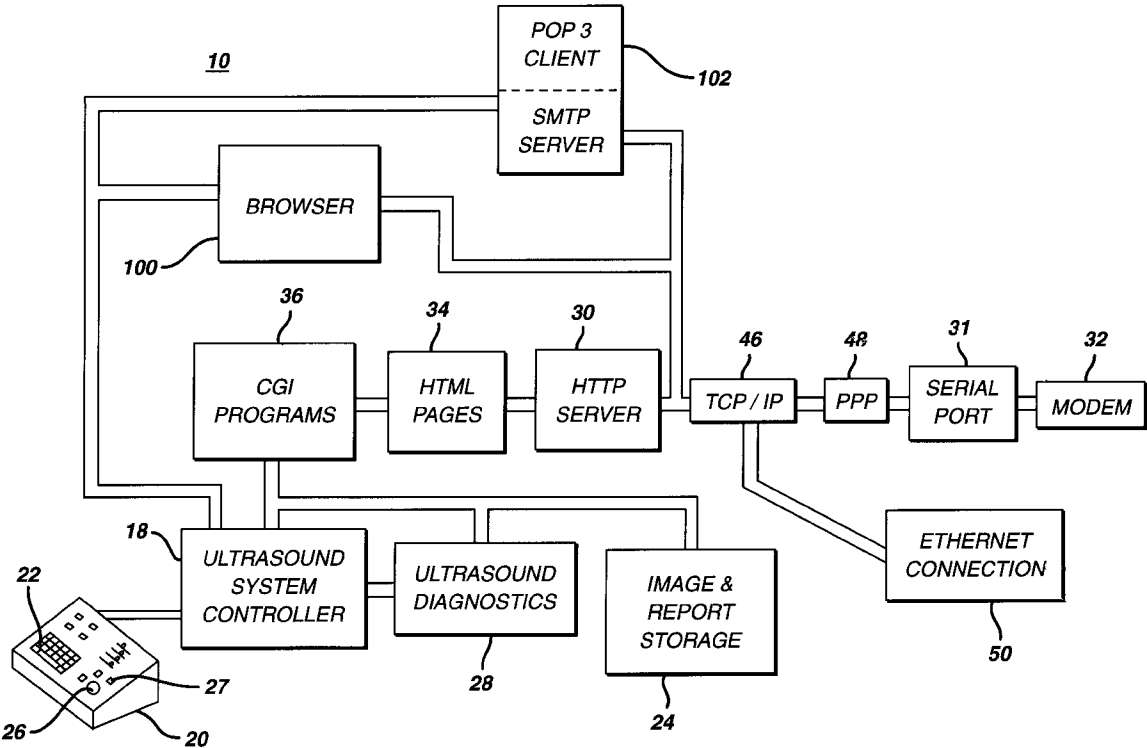 10
POP 3
CLIENT
102
SMTP
SERVER
BROWSER
100
36
34
30
46
48
31
32
CGI
PROGRAMS
HTML
PAGES
HTTP
SERVER
TCP / IP
PPP
SERIAL
PORT
MODEM
18
ULTRASOUND
SYSTEM
CONTROLLER
ULTRASOUND
DIAGNOSTICS
28
IMAGE &
REPORT
STORAGE
24
ETHERNET
CONNECTION
50
22
27
26
20